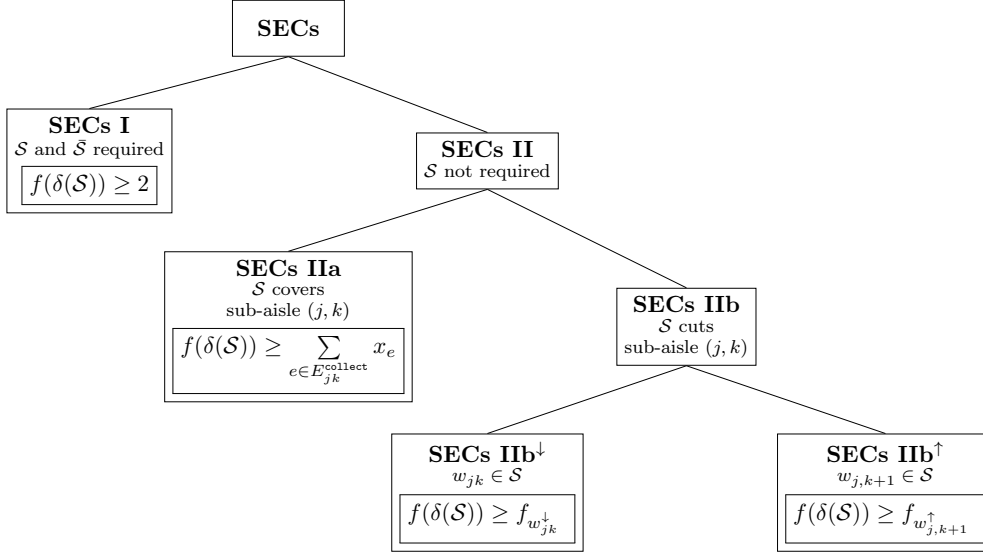 SECs
SECs I
𝒮 and 𝒮̄ required
f(δ(𝒮)) ≥ 2
SECs II
𝒮 not required
SECs IIa
𝒮 covers
sub-aisle (j, k)
f(δ(𝒮)) ≥ ∑_{e∈E_{jk}^{collect}} x_e
SECs IIb
𝒮 cuts
sub-aisle (j, k)
SECs IIb↓
w_{jk} ∈ 𝒮
f(δ(𝒮)) ≥ f_{w_{jk}^↓}
SECs IIb↑
w_{j,k+1} ∈ 𝒮
f(δ(𝒮)) ≥ f_{w_{j,k+1}^↑}